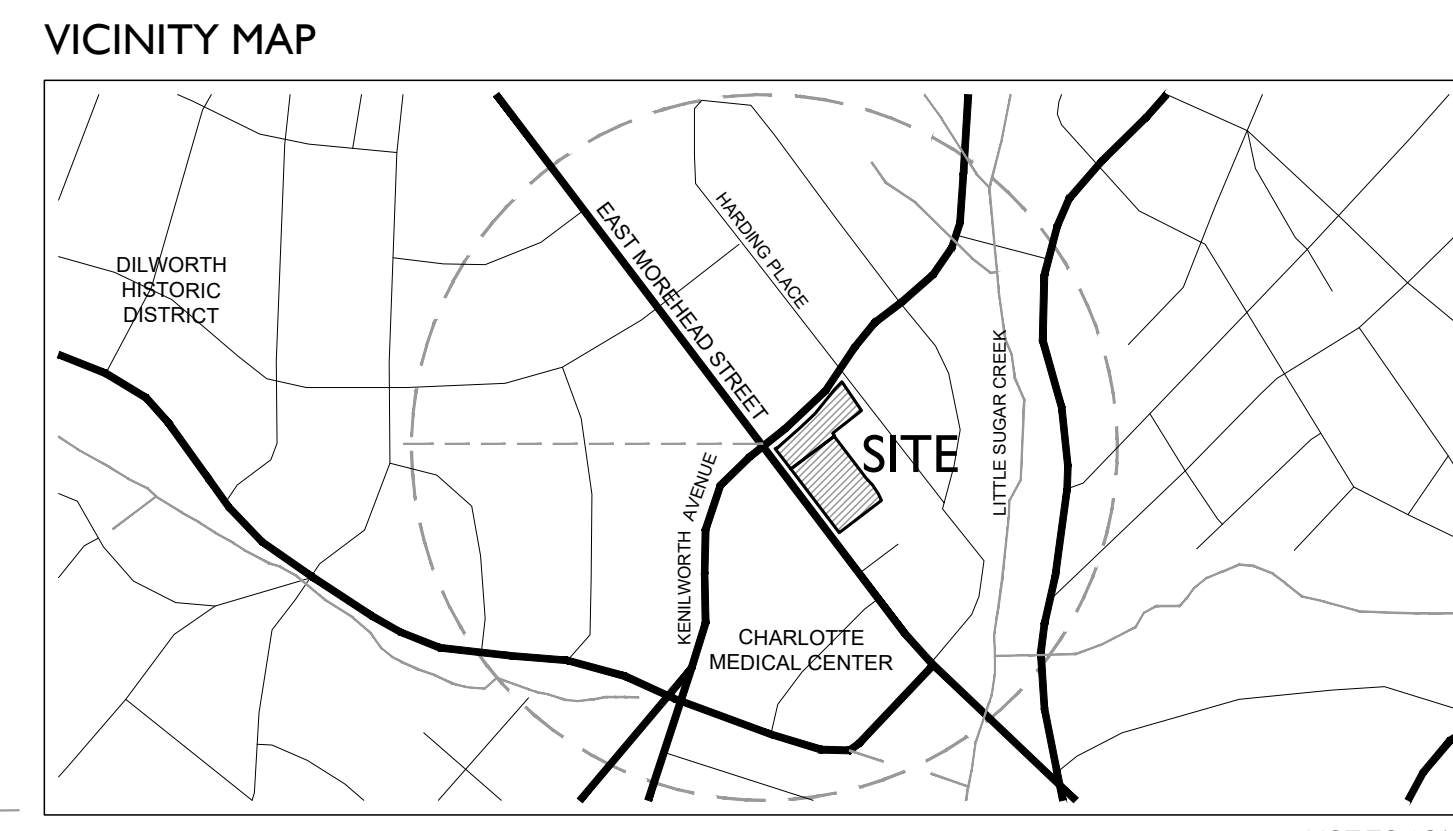 VICINITY MAP
EAST MOREHEAD STREET
HARDING PLACE
DILWORTH
HISTORIC
DISTRICT
LITTLE SUGAR CREEK
SITE
KENILWORTH AVENUE
CHARLOTTE
MEDICAL CENTER